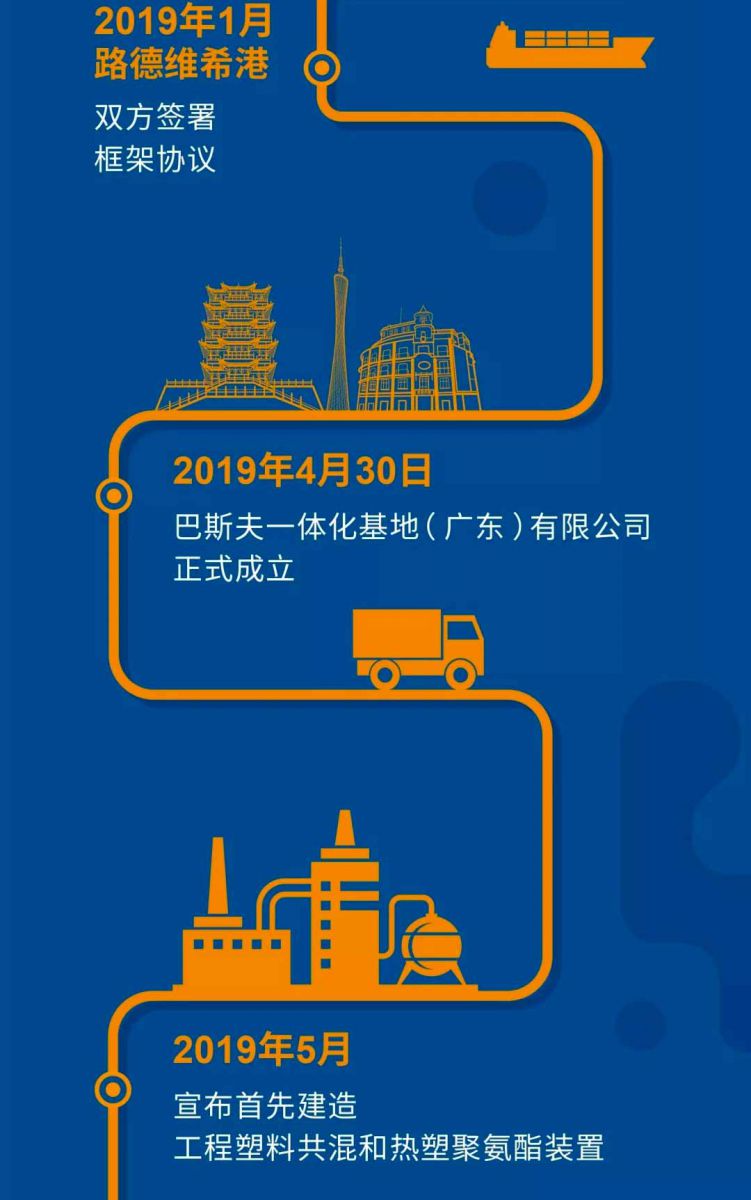 2019年1月
路德维希港
双方签署
框架协议
2019年4月30日
巴斯夫一体化基地(广东)有限公司
正式成立
2019年5月
宣布首先建造
工程塑料共混和热塑聚氨酯装置